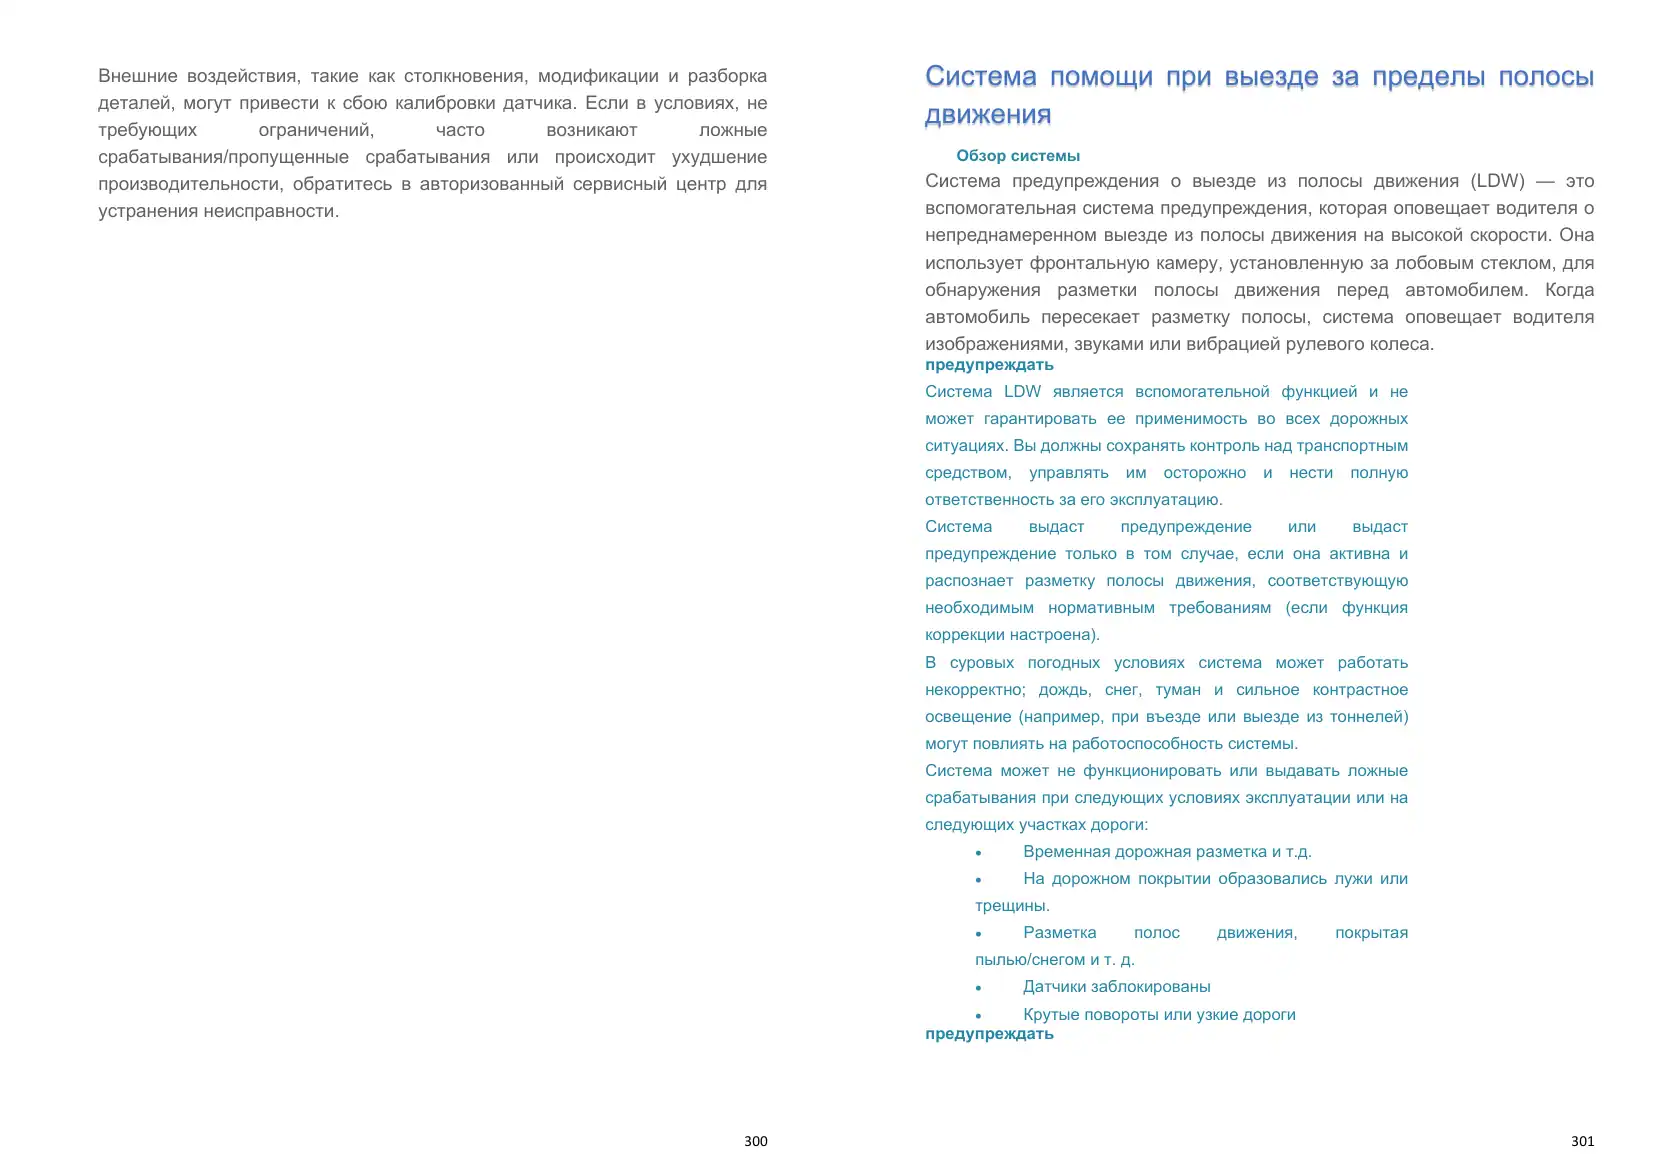 Внешние воздействия, такие как столкновения, модификации и разборка
деталей, могут привести к сбою калибровки датчика. Если в условиях, не
требующих ограничений, часто возникают ложные
срабатывания/пропущенные срабатывания или происходит ухудшение
производительности, обратитесь в авторизованный сервисный центр для
устранения неисправности.
300
Система помощи при выезде за пределы полосы
движения
Обзор системы
Система предупреждения о выезде из полосы движения (LDW) — это
вспомогательная система предупреждения, которая оповещает водителя о
непреднамеренном выезде из полосы движения на высокой скорости. Она
использует фронтальную камеру, установленную за лобовым стеклом, для
обнаружения разметки полосы движения перед автомобилем. Когда
автомобиль пересекает разметку полосы, система оповещает водителя
изображениями, звуками или вибрацией рулевого колеса.
предупреждать
Система LDW является вспомогательной функцией и не
может гарантировать ее применимость во всех дорожных
ситуациях. Вы должны сохранять контроль над транспортным
средством, управлять им осторожно и нести полную
ответственность за его эксплуатацию.
Система выдаст предупреждение или выдаст
предупреждение только в том случае, если она активна и
распознает разметку полосы движения, соответствующую
необходимым нормативным требованиям (если функция
коррекции настроена).
В суровых погодных условиях система может работать
некорректно; дождь, снег, туман и сильное контрастное
освещение (например, при въезде или выезде из тоннелей)
могут повлиять на работоспособность системы.
Система может не функционировать или выдавать ложные
срабатывания при следующих условиях эксплуатации или на
следующих участках дороги:
• Временная дорожная разметка и т.д.
• На дорожном покрытии образовались лужи или
трещины.
• Разметка полос движения, покрытая
пылью/снегом и т. д.
• Датчики заблокированы
• Крутые повороты или узкие дороги
предупреждать
301